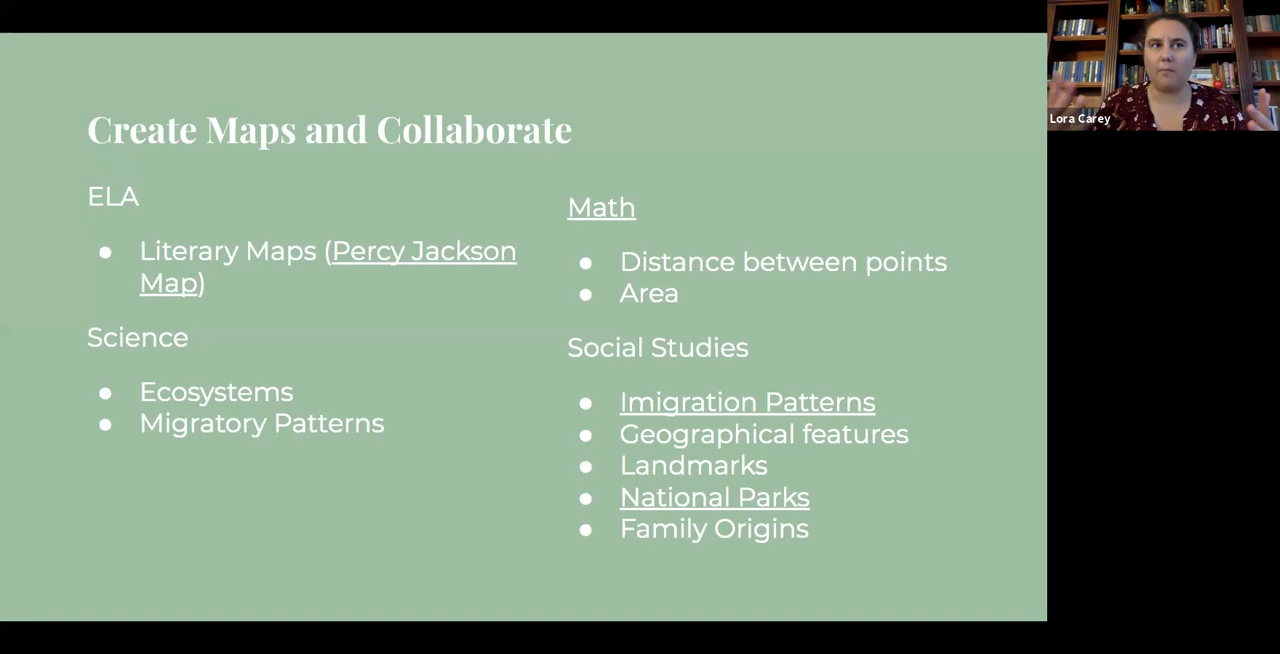 Create Maps and Collaborate
ELA
● Literary Maps (Percy Jackson
Map)
Science
● Ecosystems
● Migratory Patterns
Math
● Distance between points
● Area
Social Studies
● Imigration Patterns
● Geographical features
● Landmarks
● National Parks
● Family Origins
Lora Carey